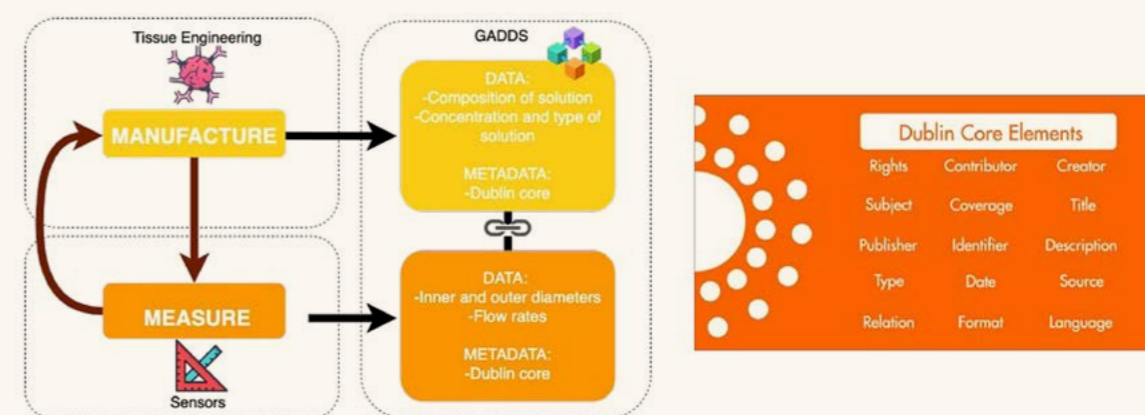 Tissue Engineering
MANUFACTURE
MEASURE
Sensors
GADDS
DATA:
-Composition of solution
-Concentration and type of
solution
METADATA:
-Dublin core
DATA:
-Inner and outer diameters
-Flow rates
METADATA:
-Dublin core
Dublin Core Elements
Rights Contributor Creator
Subject Coverage Title
Publisher Identifier Description
Type Date Source
Relation Format Language